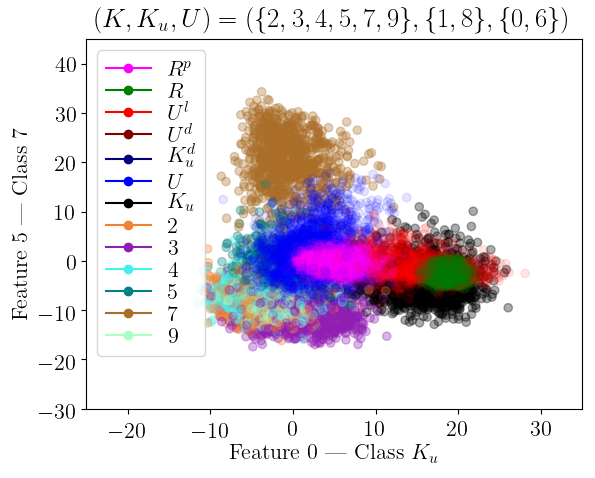 (K, K_u, U) = ({2, 3, 4, 5, 7, 9}, {1, 8}, {0, 6})
Feature 5 — Class 7
40
30
20
10
0
−10
−20
−30
R^p
R
U^l
U^d
K_u^d
U
K_u
2
3
4
5
7
9
−20
−10
0
10
20
30
Feature 0 — Class K_u